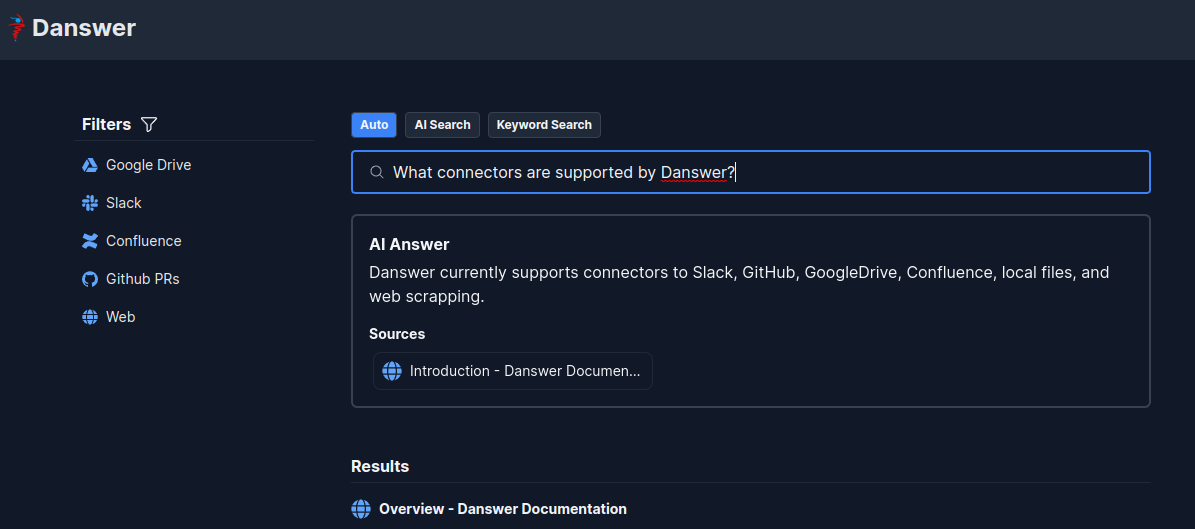 Danswer
Filters
Google Drive
Slack
Confluence
Github PRs
Web
Auto AI Search Keyword Search
What connectors are supported by Danswer?
AI Answer
Danswer currently supports connectors to Slack, GitHub, GoogleDrive, Confluence, local files, and
web scrapping.
Sources
Introduction - Danswer Documen...
Results
Overview - Danswer Documentation